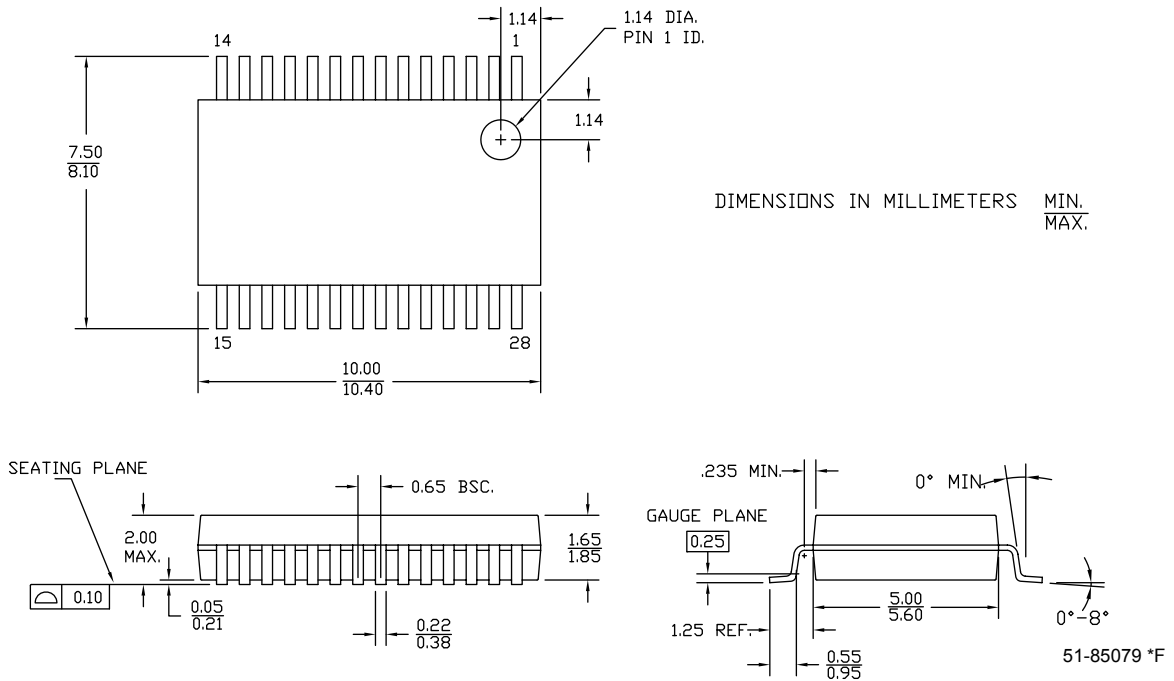 1.14
1.14 DIA.
PIN 1 ID.
14
1
1.14
7.50
8.10
DIMENSIONS IN MILLIMETERS MIN.
MAX.
15
28
10.00
10.40
SEATING PLANE
0.65 BSC.
2.00
MAX.
1.65
1.85
0.10
0.05
0.21
0.22
0.38
.235 MIN.
0° MIN.
GAUGE PLANE
0.25
5.00
5.60
1.25 REF.
0°-8°
0.55
0.95
51-85079 *F